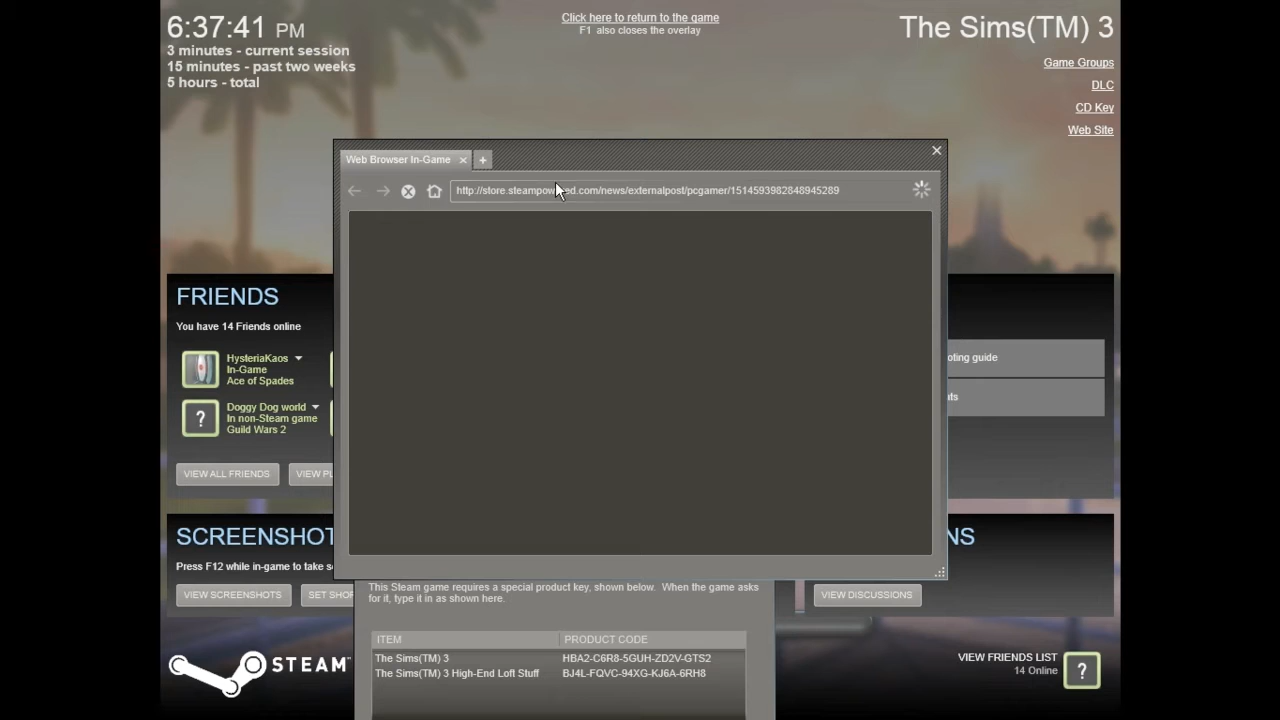 6:37:41 PM
3 minutes - current session
15 minutes - past two weeks
5 hours - total
Click here to return to the game
F1 also closes the overlay
The Sims(TM) 3
Game Groups
DLC
CD Key
Web Site
Web Browser In-Game
http://store.steampow ed.com/news/externalpost/pcgamer/1514593982848945289
FRIENDS
You have 14 Friends online
HysteriaKaos
In-Game
Ace of Spades
Doggy Dog world
In non-Steam game
Guild Wars 2
VIEW ALL FRIENDS
VIEW PL
oting guide
ts
SCREENSHOT
Press F12 while in-game to take s
VIEW SCREENSHOTS
SET SHOR
NS
VIEW DISCUSSIONS
This Steam game requires a special product key, shown below. When the game asks
for it, type it in as shown here.
ITEM PRODUCT CODE
The Sims(TM) 3 HBA2-C6R8-5GUH-ZD2V-GTS2
The Sims(TM) 3 High-End Loft Stuff BJ4L-FQVC-94XG-KJ6A-6RH8
STEAM
VIEW FRIENDS LIST
14 Online